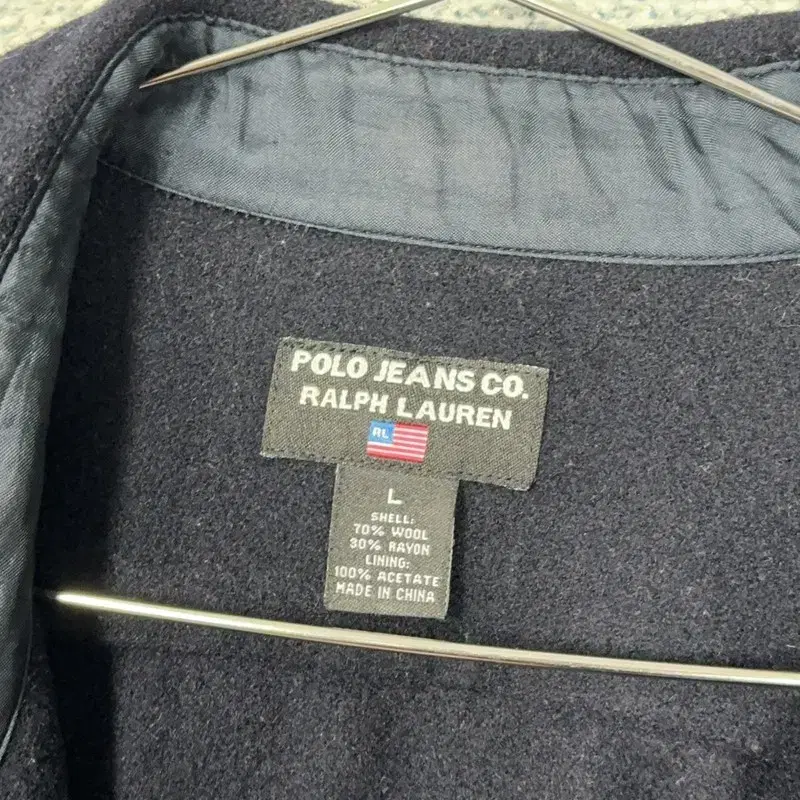 POLO JEANS CO.
RALPH LAUREN
RL
L
SHELL:
70% WOOL
30% RAYON
LINING:
100% ACETATE
MADE IN CHINA